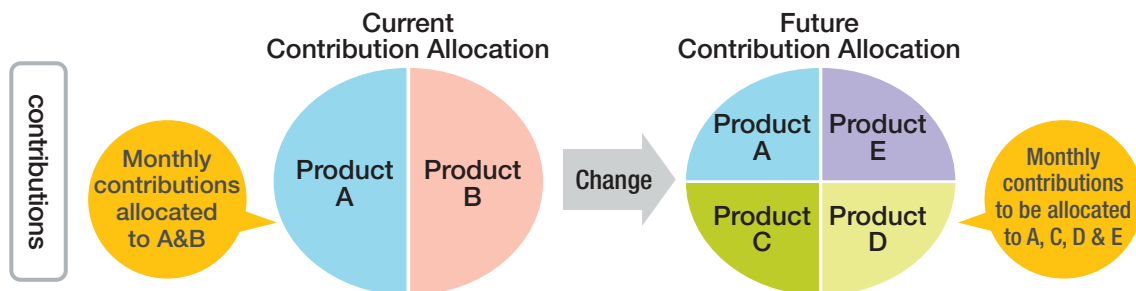 contributions
Current
Contribution Allocation
Monthly
contributions
allocated
to A&B
Product
A
Product
B
Change
Future
Contribution Allocation
Product
A
Product
E
Product
C
Product
D
Monthly
contributions
to be allocated
to A, C, D & E